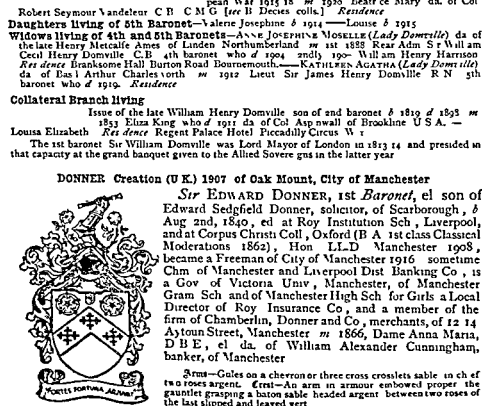 Robert Seymour Vandeleur C B C M G [see B Decies colls.] Residence
Daughters living of 5th Baronet—Valerie Josephine b 1914 — Louise b 1915
Widows living of 4th and 5th Baronets—ANNE JOSEPHINE MOSELLE (Lady Domville) da of
the late Henry Metcalfe Ames of Linden Northumberland m 1st 1888 Rear Adm Sir William
Cecil Henry Domville C.B 4th baronet who d 1904 2ndly 190- William Henry Harrison
Residence Branksome Hall Burton Road Bournemouth.—KATHLEEN AGATHA (Lady Domville)
da of Basil Arthur Charlesworth m 1912 Lieut Sir James Henry Domville R N 5th
baronet who d 1919. Residence
Collateral Branch living
Issue of the late William Henry Domville son of 2nd baronet b 1819 d 1898 m
1853 Eliza King who d 1911 da of Col Aspinwall of Brookline U S A. —
Louisa Elizabeth Residence Regent Palace Hotel Piccadilly Circus W 1
The 1st baronet Sir William Domville was Lord Mayor of London in 1813 14 and presided in
that capacity at the grand banquet given to the Allied Sovereigns in the latter year
DONNER Creation (U K.) 1907 of Oak Mount, City of Manchester
Sir EDWARD DONNER, 1st Baronet, el son of
Edward Sedgfield Donner, solicitor, of Scarborough, b
Aug 2nd, 1840, ed at Roy Institution Sch, Liverpool,
and at Corpus Christi Coll, Oxford (B A 1st class Classical
Moderations 1862), Hon LL.D Manchester 1908,
became a Freeman of City of Manchester 1916 sometime
Chm of Manchester and Liverpool Dist Banking Co, is
a Gov of Victoria Univ, Manchester, of Manchester
Gram Sch and of Manchester High Sch for Girls a Local
Director of Roy Insurance Co, and a member of the
firm of Chamberlin, Donner and Co, merchants, of 12 14
Aytoun Street, Manchester m 1866, Dame Anna Maria,
D B E, el da. of William Alexander Cunningham,
banker, of Manchester
Arms—Gules on a chevron or three cross crosslets sable in chief
two roses argent. Crest—An arm in armour embowed proper the
gauntlet grasping a baton sable headed argent between two roses of
the last slipped and leaved vert
FORTES FORTUNA ADJUVAT